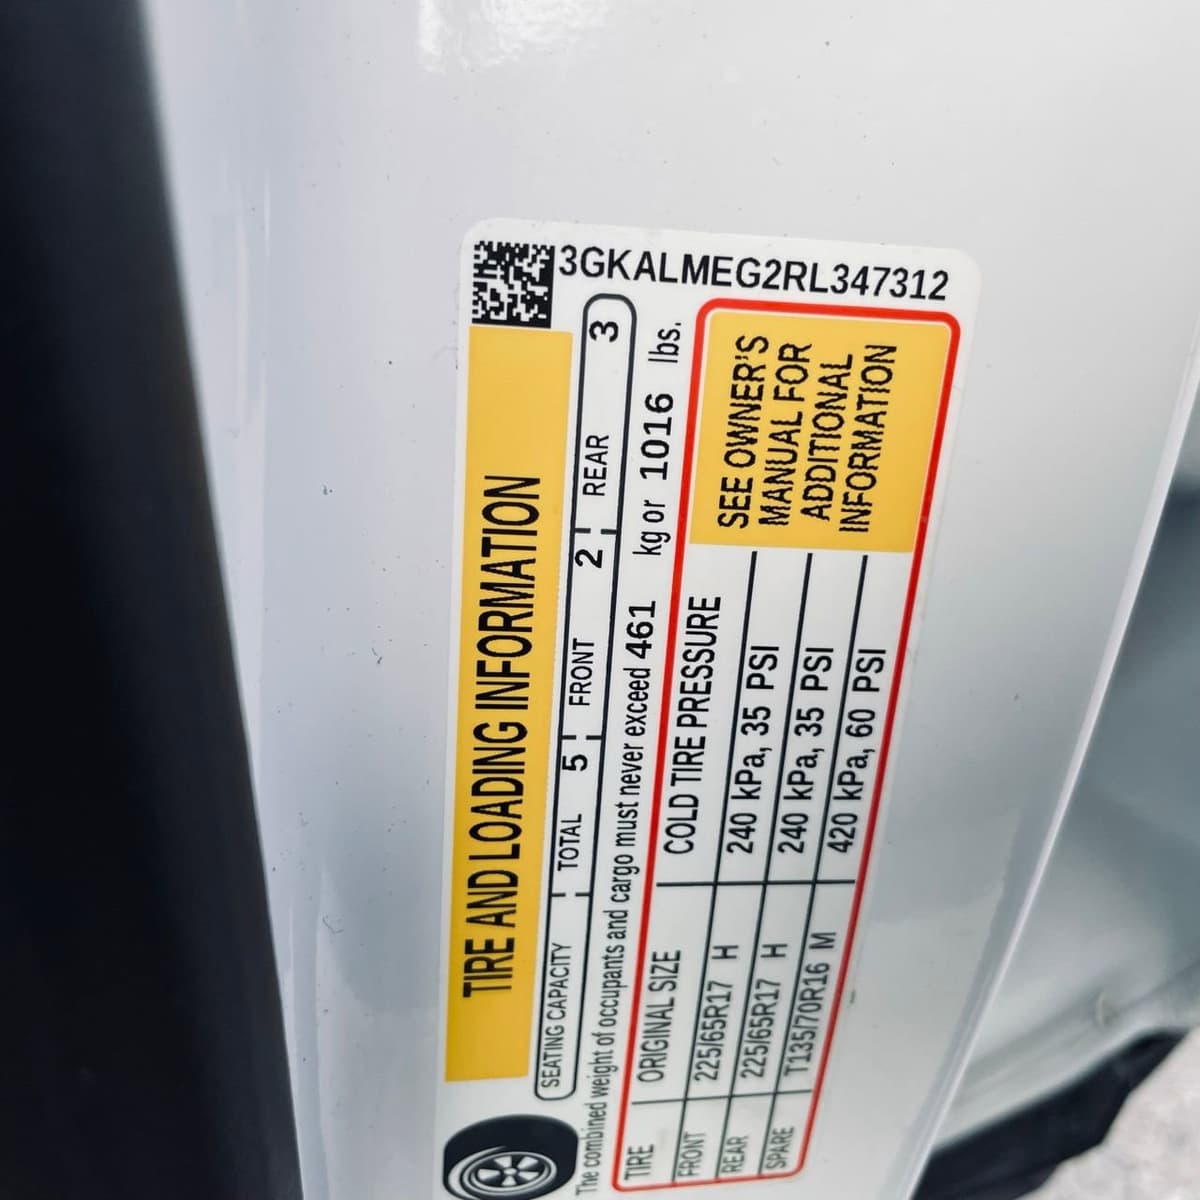 3GKALMEG2RL347312
TIRE AND LOADING INFORMATION
SEATING CAPACITY TOTAL 5 FRONT 2 REAR 3
The combined weight of occupants and cargo must never exceed 461 kg or 1016 lbs.
TIRE ORIGINAL SIZE COLD TIRE PRESSURE
FRONT 225/65R17 H 240 kPa, 35 PSI
REAR 225/65R17 H 240 kPa, 35 PSI
SPARE T135/70R16 M 420 kPa, 60 PSI
SEE OWNER'S
MANUAL FOR
ADDITIONAL
INFORMATION